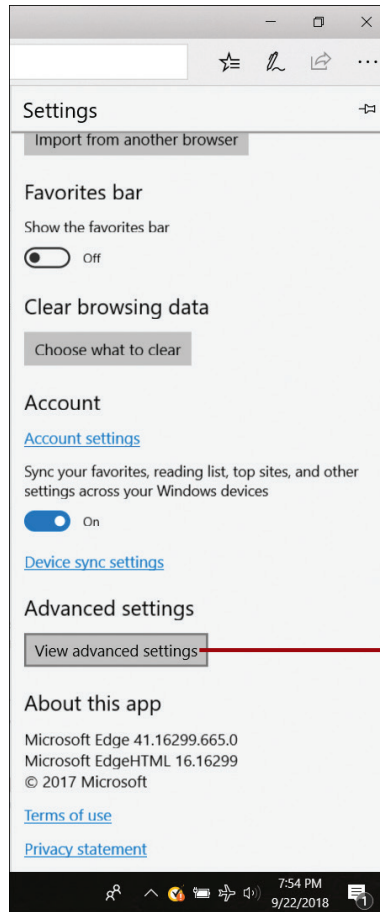 Settings
Import from another browser
Favorites bar
Show the favorites bar
Off
Clear browsing data
Choose what to clear
Account
Account settings
Sync your favorites, reading list, top sites, and other
settings across your Windows devices
On
Device sync settings
Advanced settings
View advanced settings
About this app
Microsoft Edge 41.16299.665.0
Microsoft EdgeHTML 16.16299
© 2017 Microsoft
Terms of use
Privacy statement
7:54 PM
9/22/2018
1